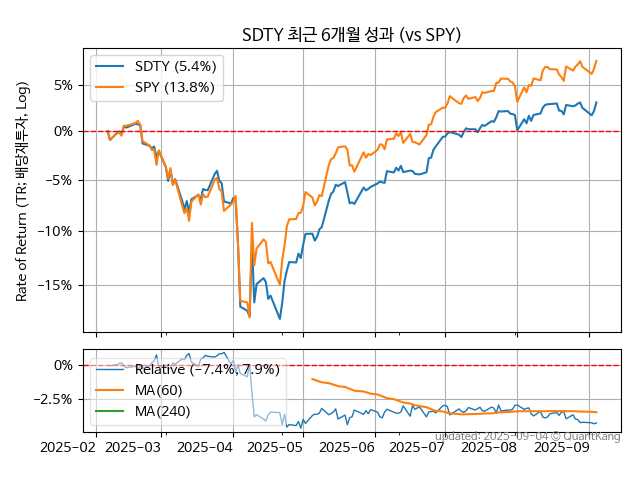 SDTY 최근 6개월 성과 (vs SPY)
SDTY (5.4%)
SPY (13.8%)
5%
0%
−5%
−10%
−15%
Rate of Return (TR: 배당재투자, Log)
Relative (−7.4%, 7.9%)
MA(60)
MA(240)
0%
−2.5%
2025−02 2025−03 2025−04 2025−05 2025−06 2025−07 2025−08 2025−09
updated: 2025-09-04 © QuantKang